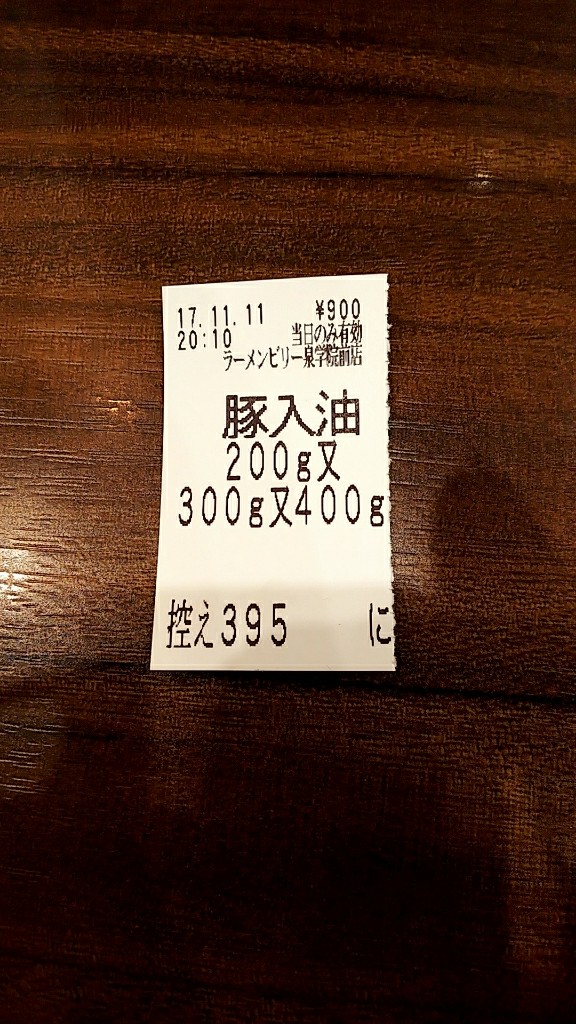 17.11.11 ¥900
20:10 当日のみ有効
ラーメンビリー泉学院前店
豚入油
200g又
300g又400g
控え395 に